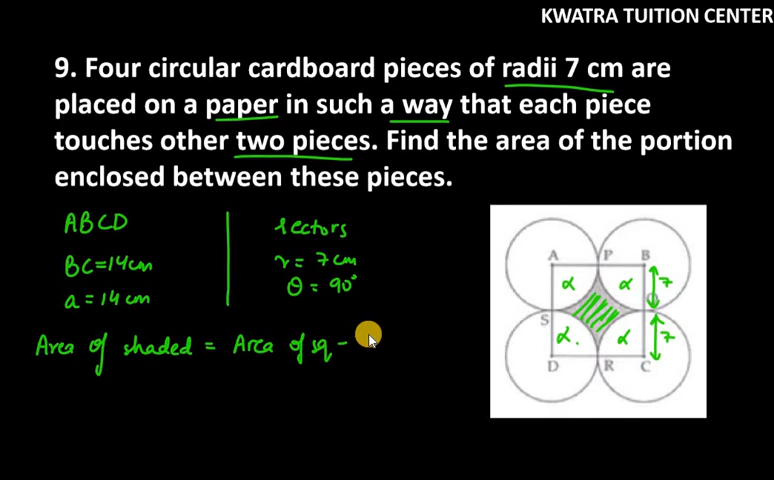 KWATRA TUITION CENTER
9. Four circular cardboard pieces of radii 7 cm are
placed on a paper in such a way that each piece
touches other two pieces. Find the area of the portion
enclosed between these pieces.
ABCD
BC = 14cm
a = 14 cm
sectors
r = 7 cm
θ = 90°
Area of shaded = Area of sq -
A P B
α α 7
S
α. α 7
D R C